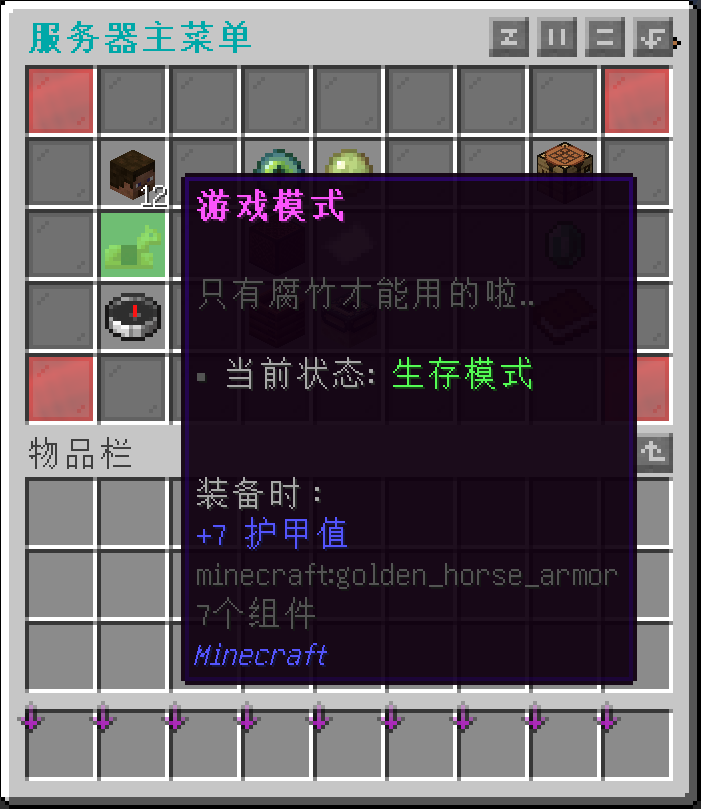 服务器主菜单
12
游戏模式
只有腐竹才能用的啦..
▪ 当前状态: 生存模式
物品栏
装备时：
+7 护甲值
minecraft:golden_horse_armor
7个组件
Minecraft